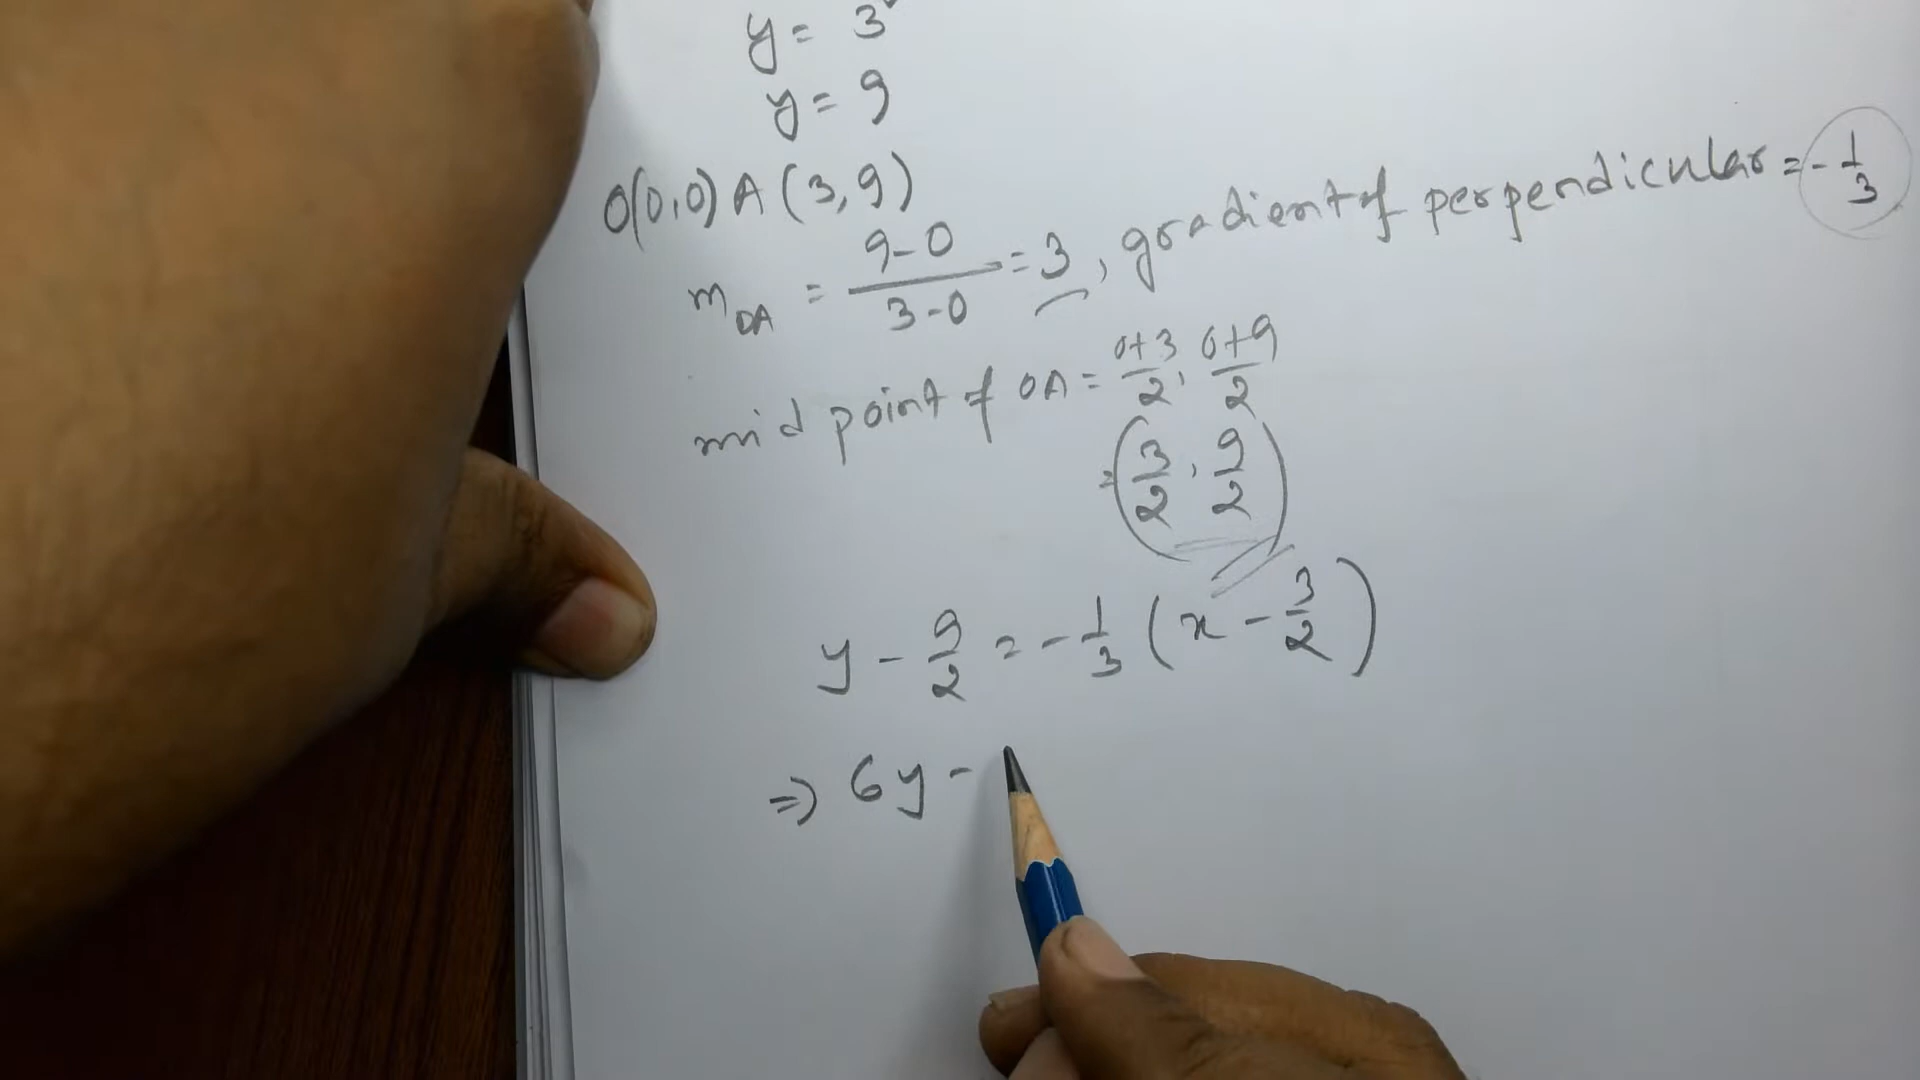 y = 3²
y = 9
O(0,0) A (3,9)
m_OA = 9-0/3-0 = 3, gradient of perpendicular = -1/3
mid point of OA = 0+3/2, 0+9/2
= (3/2, 9/2)
y - 9/2 = -1/3 (x - 3/2)
⇒ 6y -